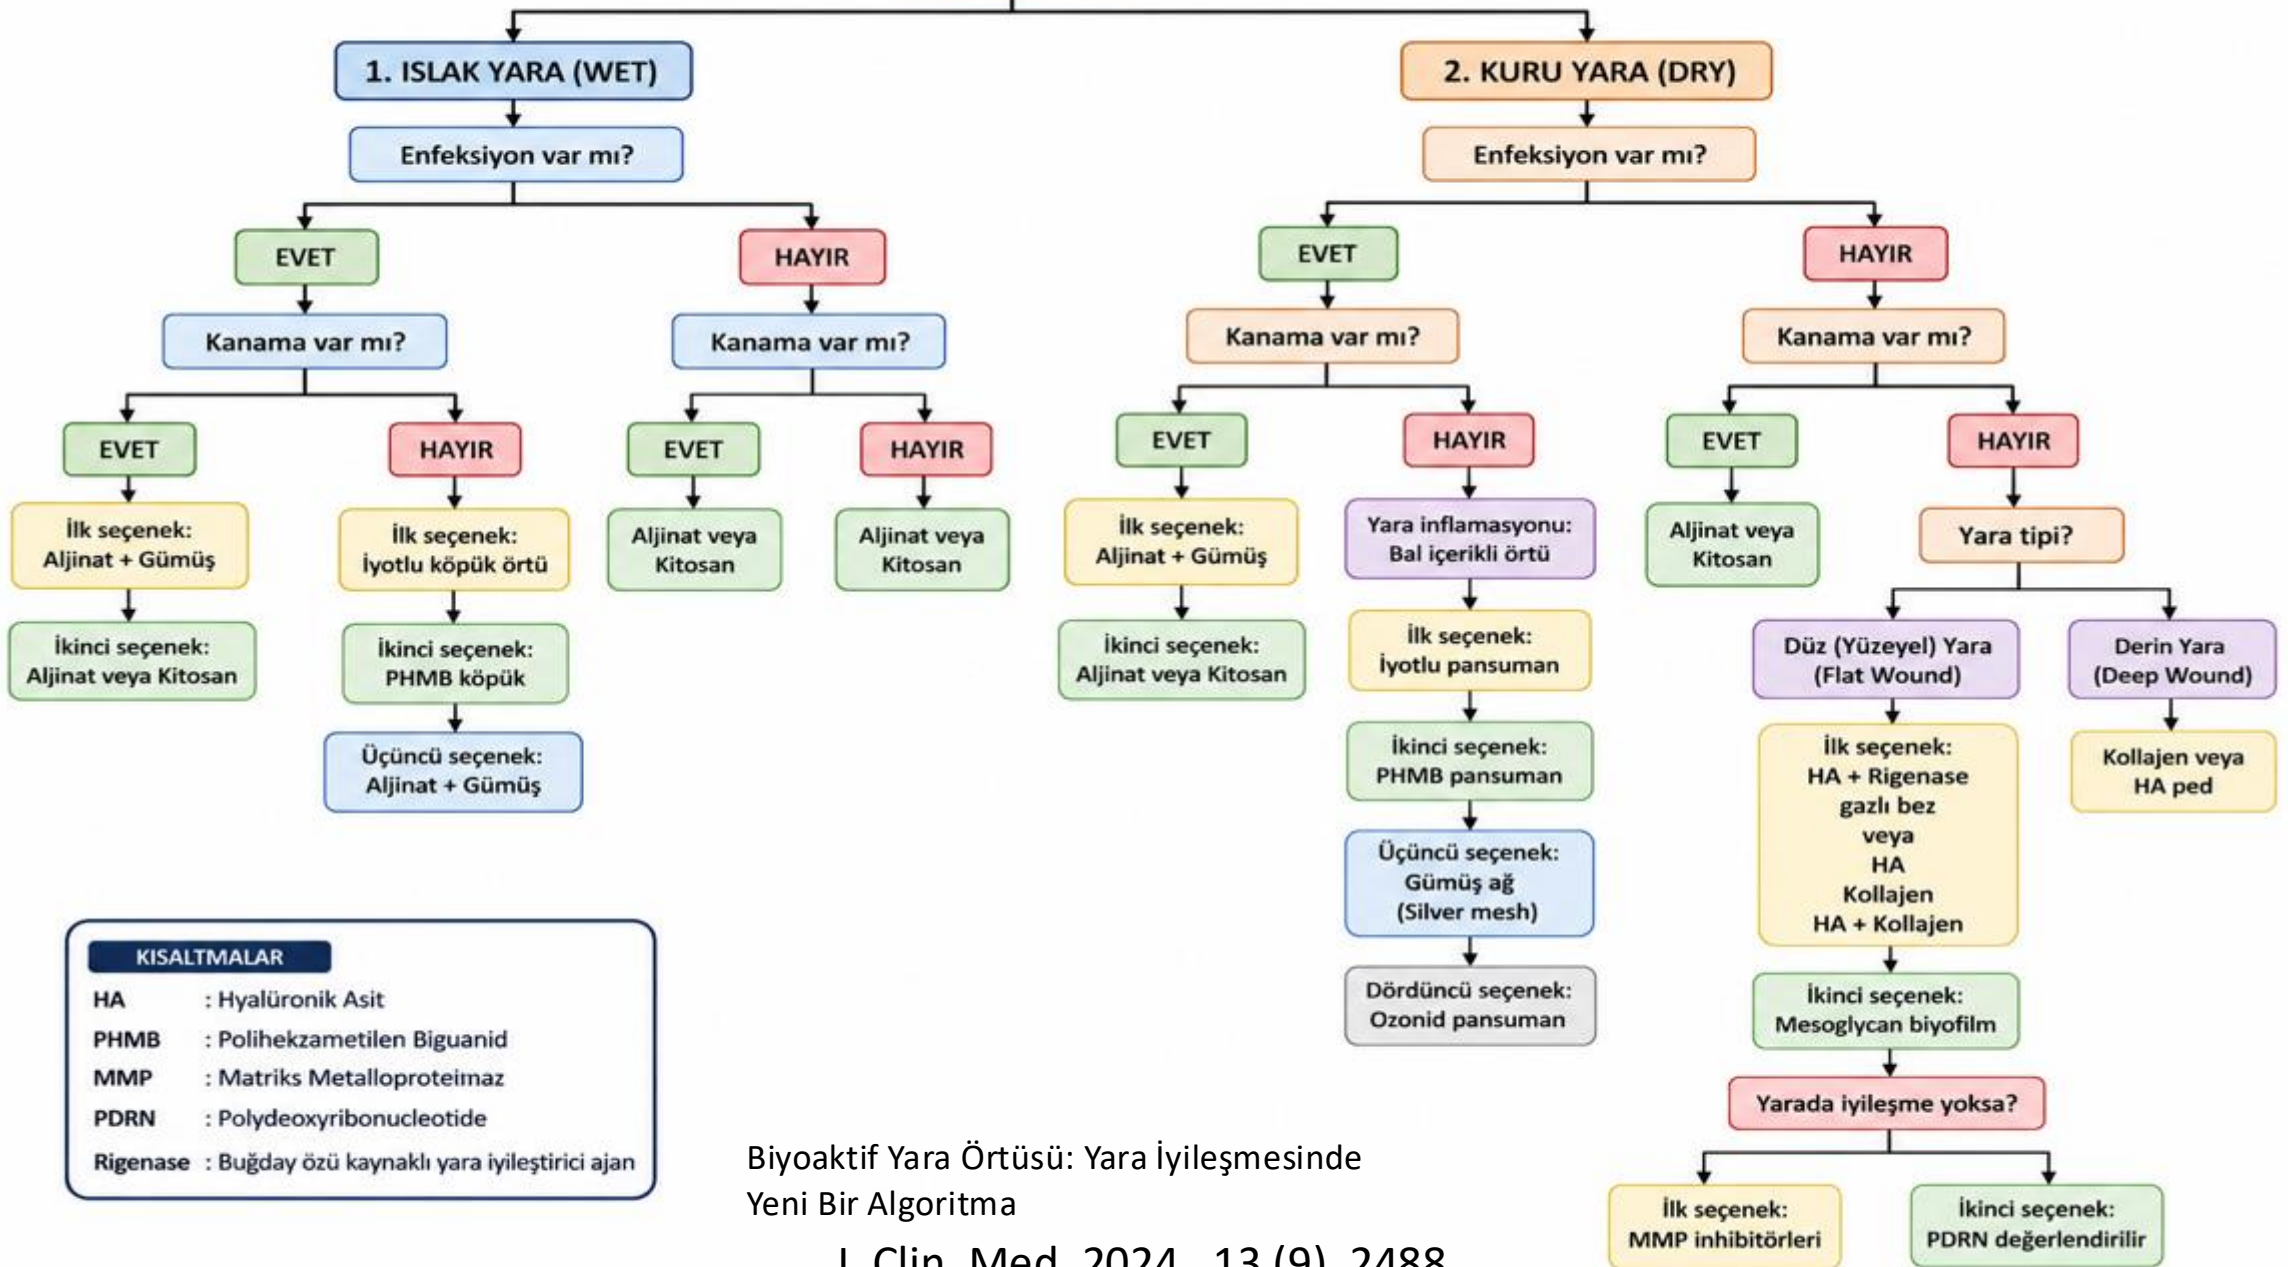 1. ISLAK YARA (WET)
Enfeksiyon var mı?
EVET
HAYIR
Kanama var mı?
Kanama var mı?
EVET
HAYIR
EVET
HAYIR
İlk seçenek:
Aljinat + Gümüş
İkinci seçenek:
Aljinat veya Kitosan
İlk seçenek:
İyotlu köpük örtü
İkinci seçenek:
PHMB köpük
Üçüncü seçenek:
Aljinat + Gümüş
Aljinat veya
Kitosan
Aljinat veya
Kitosan
2. KURU YARA (DRY)
Enfeksiyon var mı?
EVET
HAYIR
Kanama var mı?
Kanama var mı?
EVET
HAYIR
EVET
HAYIR
İlk seçenek:
Aljinat + Gümüş
İkinci seçenek:
Aljinat veya Kitosan
Yara inflamasyonu:
Bal içerikli örtü
İlk seçenek:
İyotlu pansuman
İkinci seçenek:
PHMB pansuman
Üçüncü seçenek:
Gümüş ağ
(Silver mesh)
Dördüncü seçenek:
Ozonid pansuman
Aljinat veya
Kitosan
Yara tipi?
Düz (Yüzeyel) Yara
(Flat Wound)
İlk seçenek:
HA + Rigenase
gazlı bez
veya
HA
Kollajen
HA + Kollajen
İkinci seçenek:
Mesoglycan biyofilm
Yarada iyileşme yoksa?
İlk seçenek:
MMP inhibitörleri
İkinci seçenek:
PDRN değerlendirilir
Derin Yara
(Deep Wound)
Kollajen veya
HA ped
KISALTMALAR
HA : Hyalüronik Asit
PHMB : Polihekzametilen Biguanid
MMP : Matriks Metalloproteimaz
PDRN : Polydeoxyribonucleotide
Rigenase : Buğday özü kaynaklı yara iyileştirici ajan
Biyoaktif Yara Örtüsü: Yara İyileşmesinde
Yeni Bir Algoritma
J. Clin. Med. 2024, 13 (9), 2488